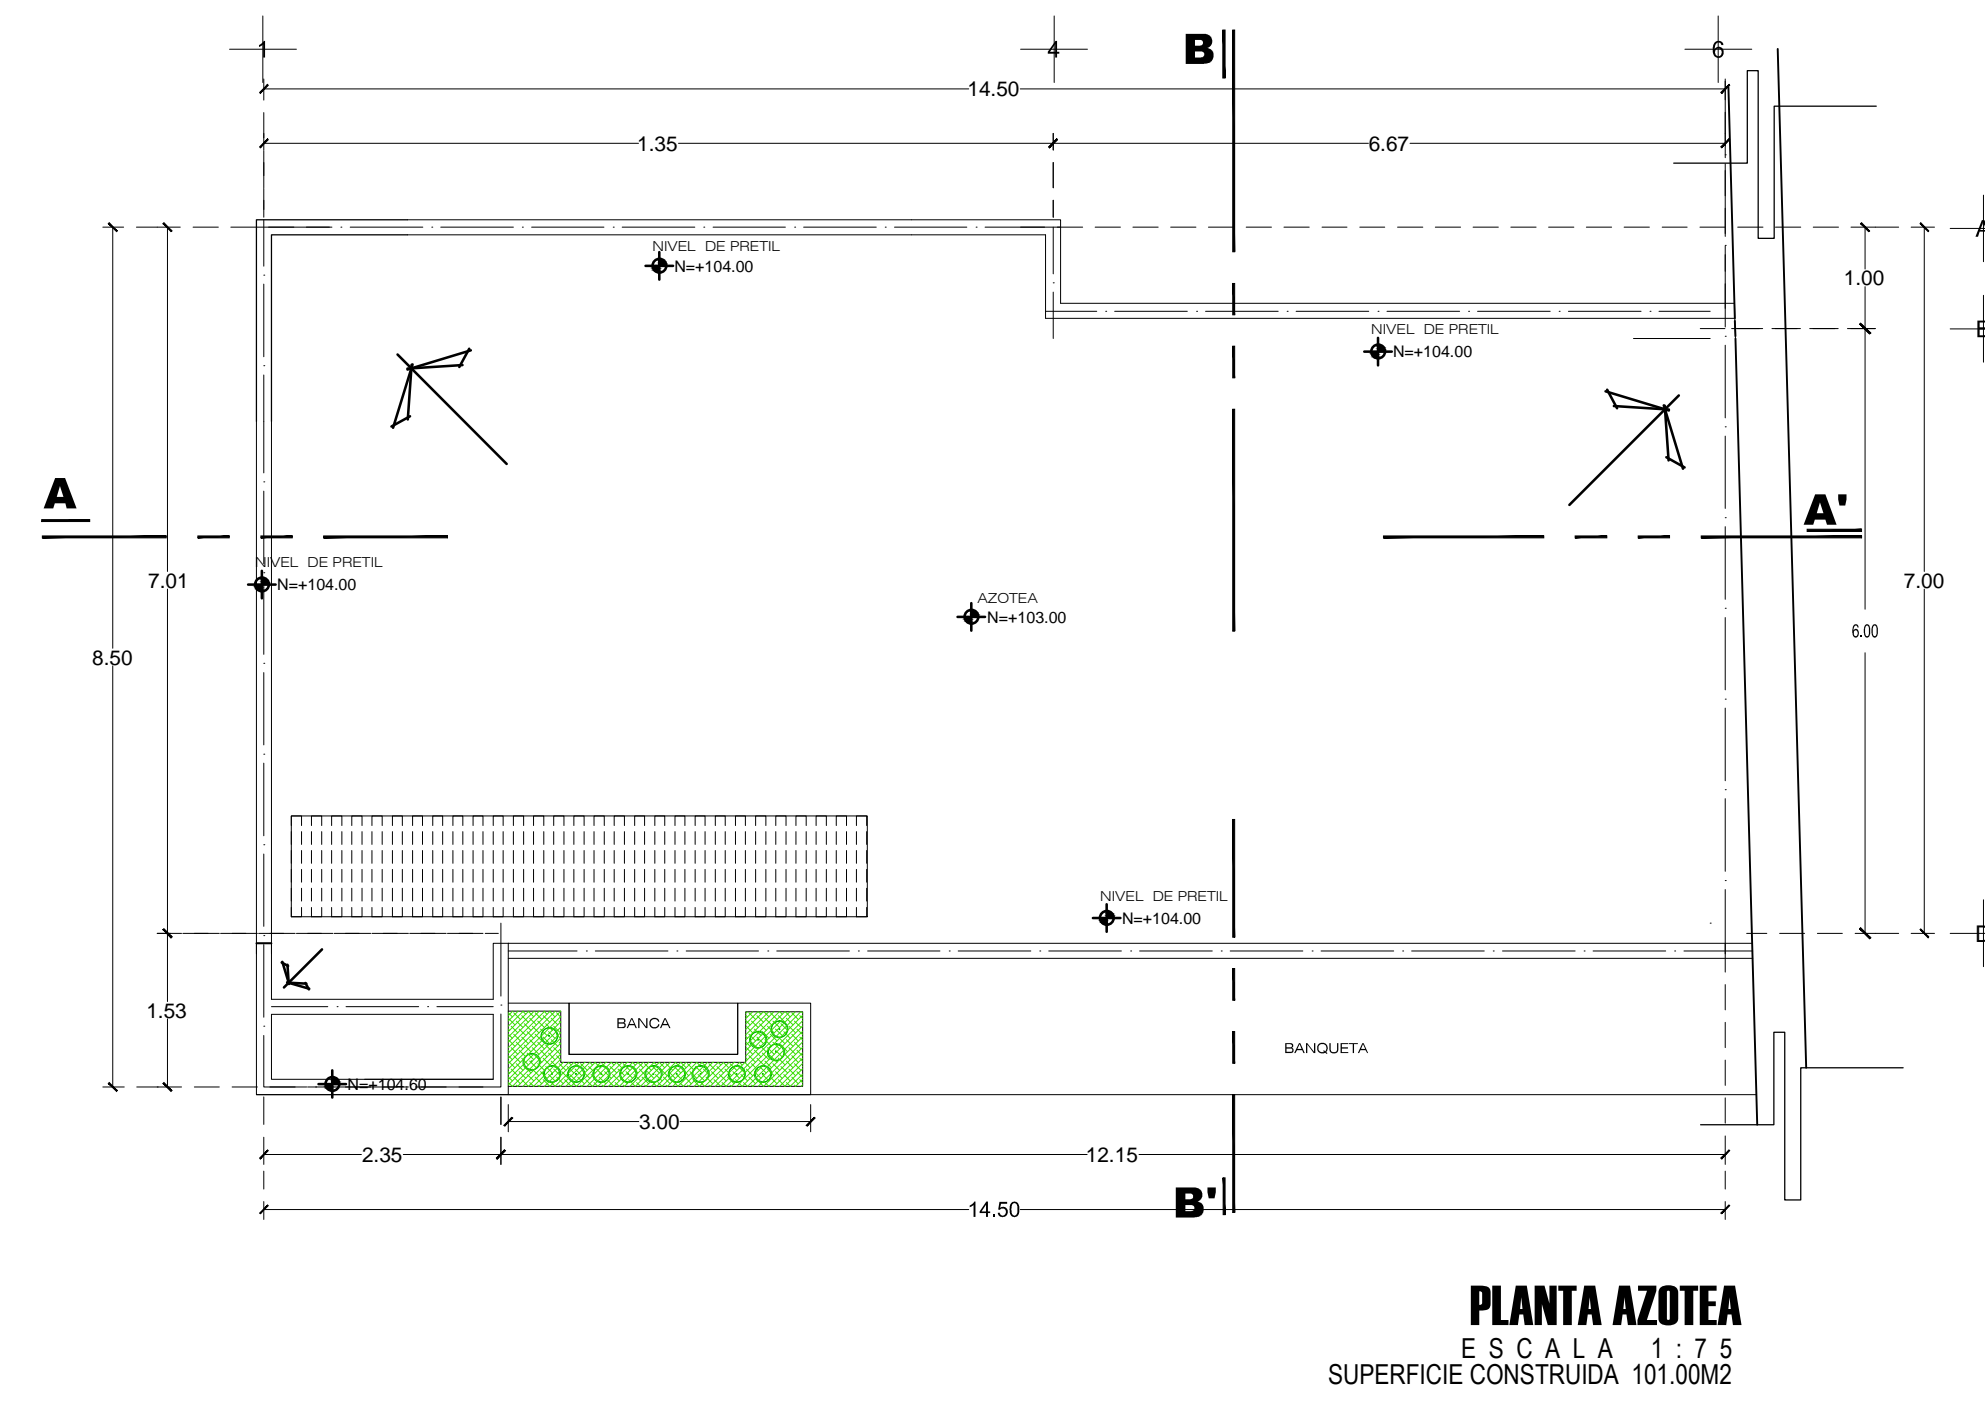 1
4
6
B
14.50
1.35
6.67
NIVEL DE PRETIL
N=+104.00
1.00
NIVEL DE PRETIL
N=+104.00
A
A'
NIVEL DE PRETIL
N=+104.00
7.01
7.00
AZOTEA
N=+103.00
6.00
8.50
NIVEL DE PRETIL
N=+104.00
1.53
BANCA
BANQUETA
N=+104.60
3.00
2.35
12.15
B'
14.50
PLANTA AZOTEA
ESCALA 1:75
SUPERFICIE CONSTRUIDA 101.00M2